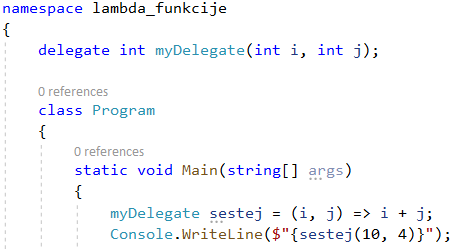 namespace lambda_funkcije
{
delegate int myDelegate(int i, int j);
0 references
class Program
{
0 references
static void Main(string[] args)
{
myDelegate sestej = (i, j) => i + j;
Console.WriteLine($"{sestej(10, 4)}");